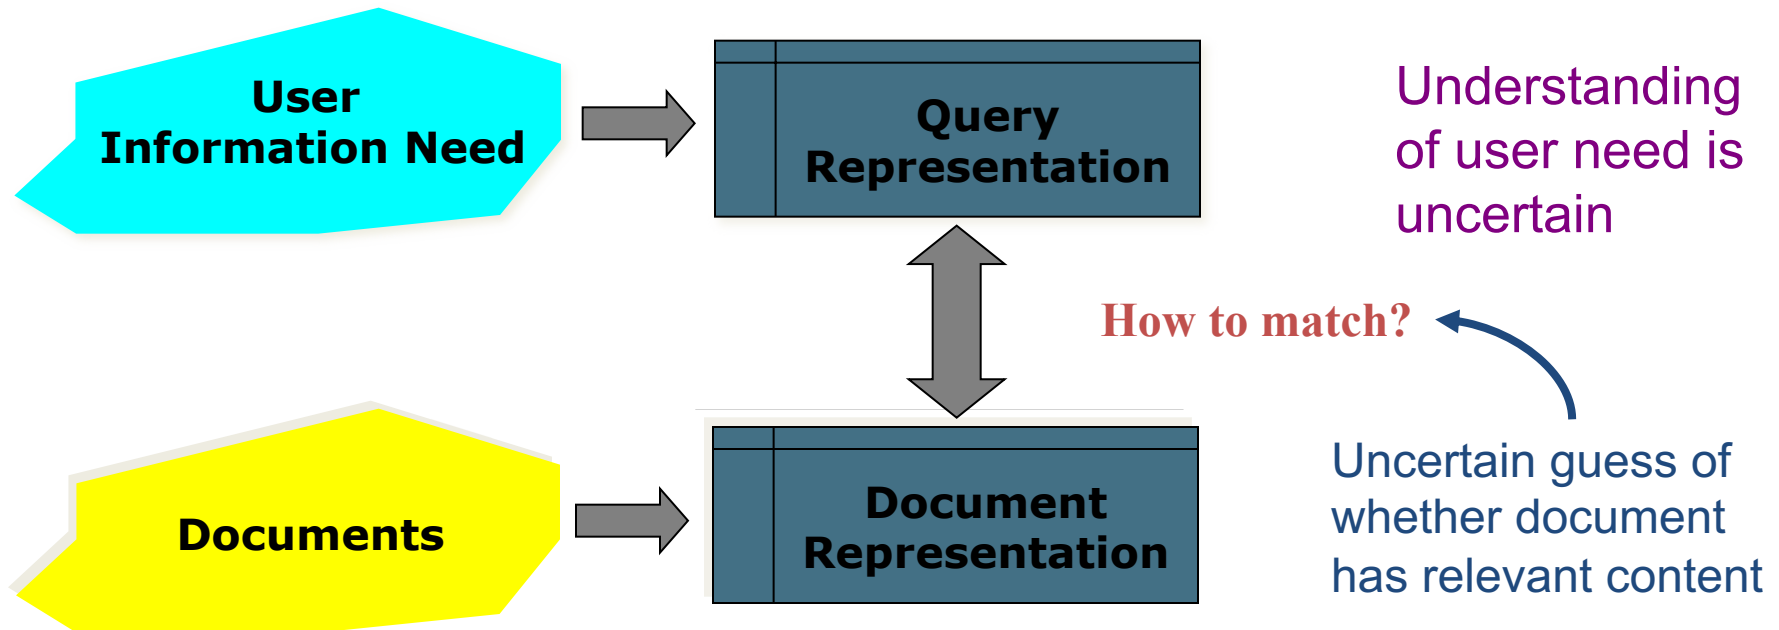 User
Information Need
Query
Representation
Understanding
of user need is
uncertain
How to match?
Documents
Document
Representation
Uncertain guess of
whether document
has relevant content